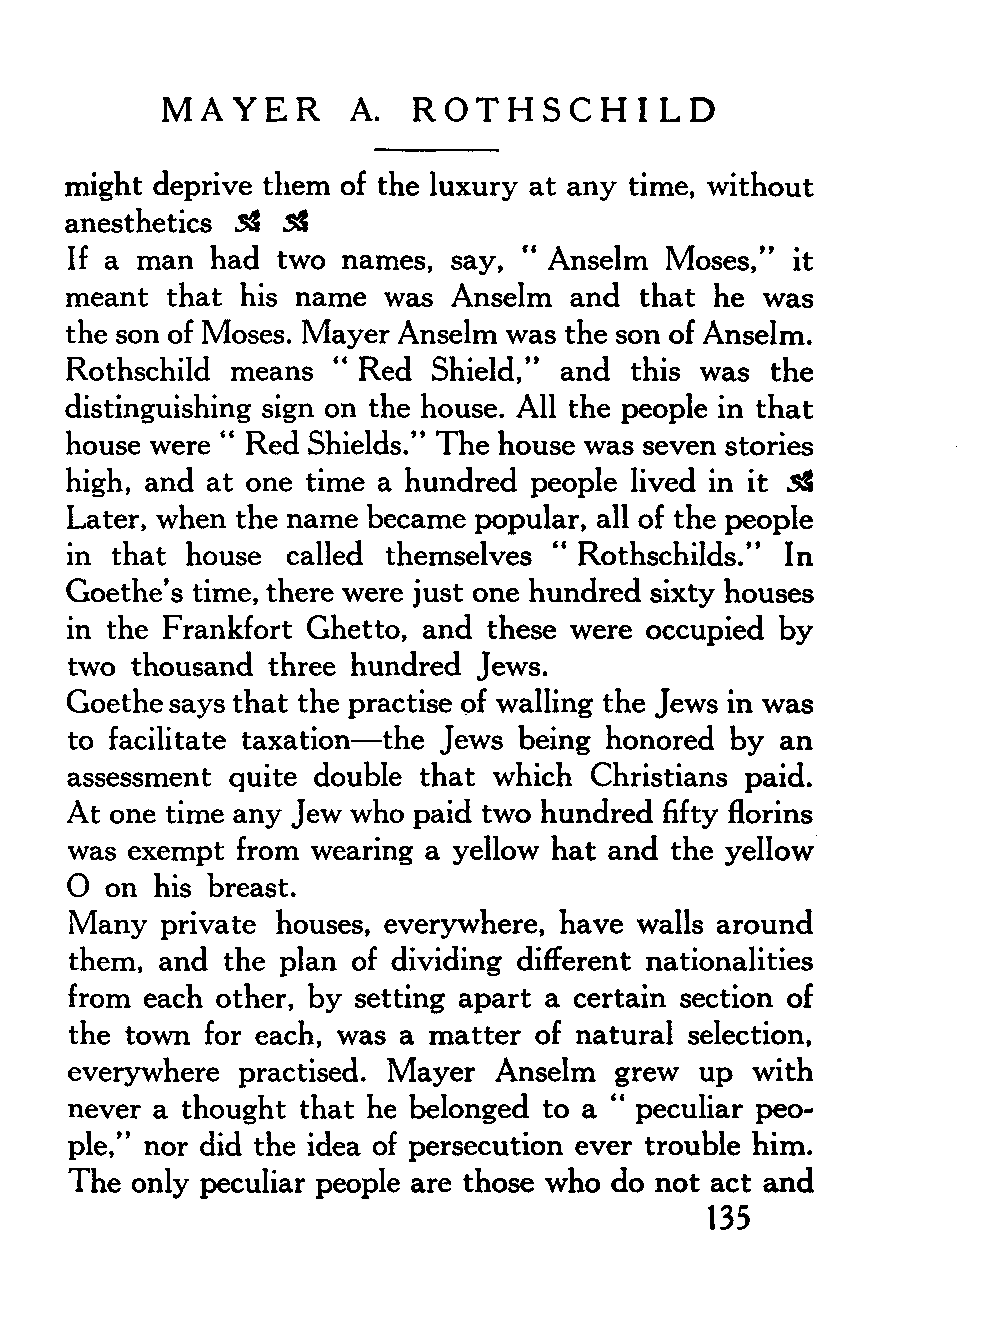 MAYER A. ROTHSCHILD
might deprive them of the luxury at any time, without
anesthetics
If a man had two names, say, “ Anselm Moses,” it
meant that his name was Anselm and that he was
the son of Moses. Mayer Anselm was the son of Anselm.
Rothschild means “ Red Shield,” and this was the
distinguishing sign on the house. All the people in that
house were “ Red Shields.” The house was seven stories
high, and at one time a hundred people lived in it
Later, when the name became popular, all of the people
in that house called themselves “ Rothschilds.” In
Goethe's time, there were just one hundred sixty houses
in the Frankfort Ghetto, and these were occupied by
two thousand three hundred Jews.
Goethe says that the practise of walling the Jews in was
to facilitate taxation—the Jews being honored by an
assessment quite double that which Christians paid.
At one time any Jew who paid two hundred fifty florins
was exempt from wearing a yellow hat and the yellow
O on his breast.
Many private houses, everywhere, have walls around
them, and the plan of dividing different nationalities
from each other, by setting apart a certain section of
the town for each, was a matter of natural selection,
everywhere practised. Mayer Anselm grew up with
never a thought that he belonged to a “ peculiar peo-
ple,” nor did the idea of persecution ever trouble him.
The only peculiar people are those who do not act and
135